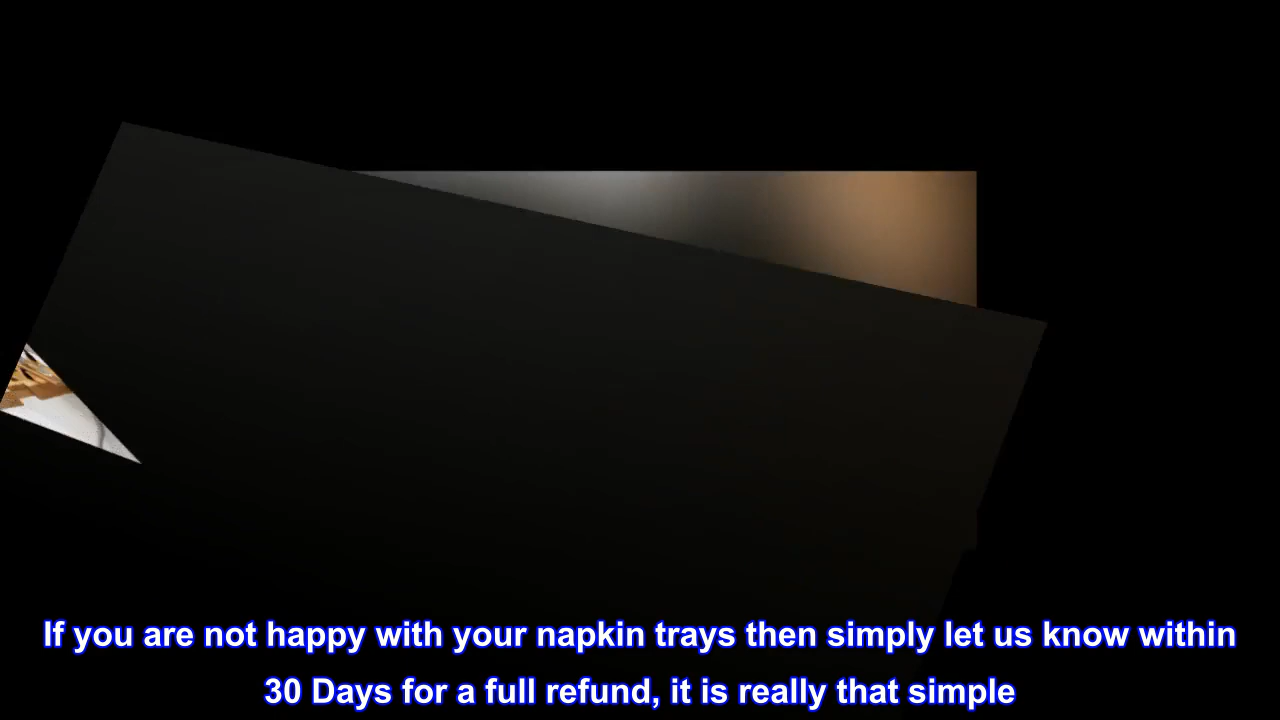 If you are not happy with your napkin trays then simply let us know within
30 Days for a full refund, it is really that simple